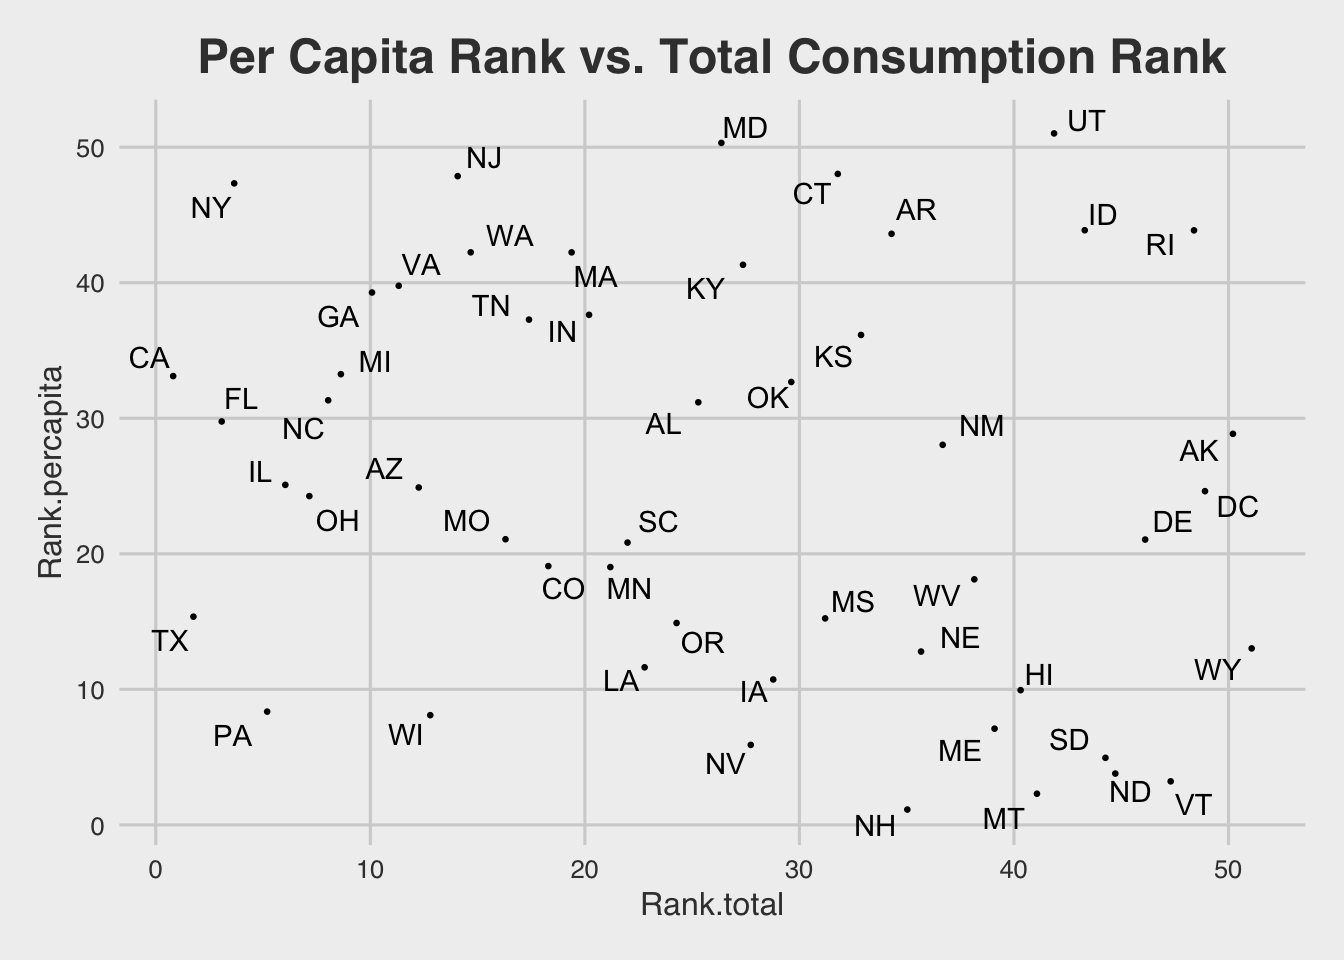 Per Capita Rank vs. Total Consumption Rank
UT
MD
50
NJ
CT
NY
AR
ID
WA
RI
VA
MA
40
KY
TN
GA
IN
CA
MI
KS
FL
OK
NC
AL
NM
30
AK
IL
AZ
DC
OH
MO
SC
DE
20
CO
MN
WV
MS
TX
NE
OR
HI
WY
LA
10
IA
PA
WI
SD
ME
NV
ND
VT
NH
MT
0
Rank.percapita
0 10 20 30 40 50
Rank.total